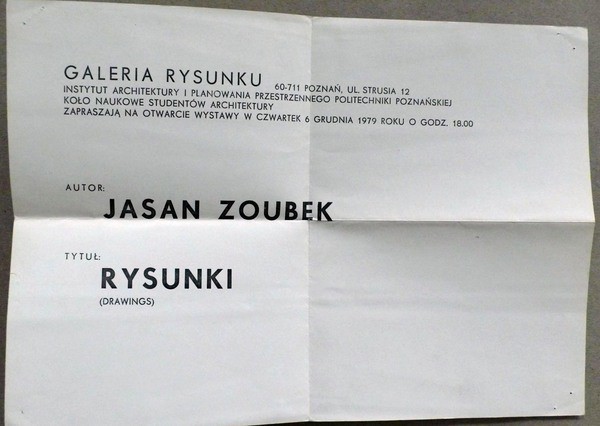 GALERIA RYSUNKU 60-711 POZNAŃ, UL. STRUSIA 12
INSTYTUT ARCHITEKTURY I PLANOWANIA PRZESTRZENNEGO POLITECHNIKI POZNAŃSKIEJ
KOŁO NAUKOWE STUDENTÓW ARCHITEKTURY
ZAPRASZAJĄ NA OTWARCIE WYSTAWY W CZWARTEK 6 GRUDNIA 1979 ROKU O GODZ. 18.00
AUTOR:
JASAN ZOUBEK
TYTUŁ:
RYSUNKI
(DRAWINGS)